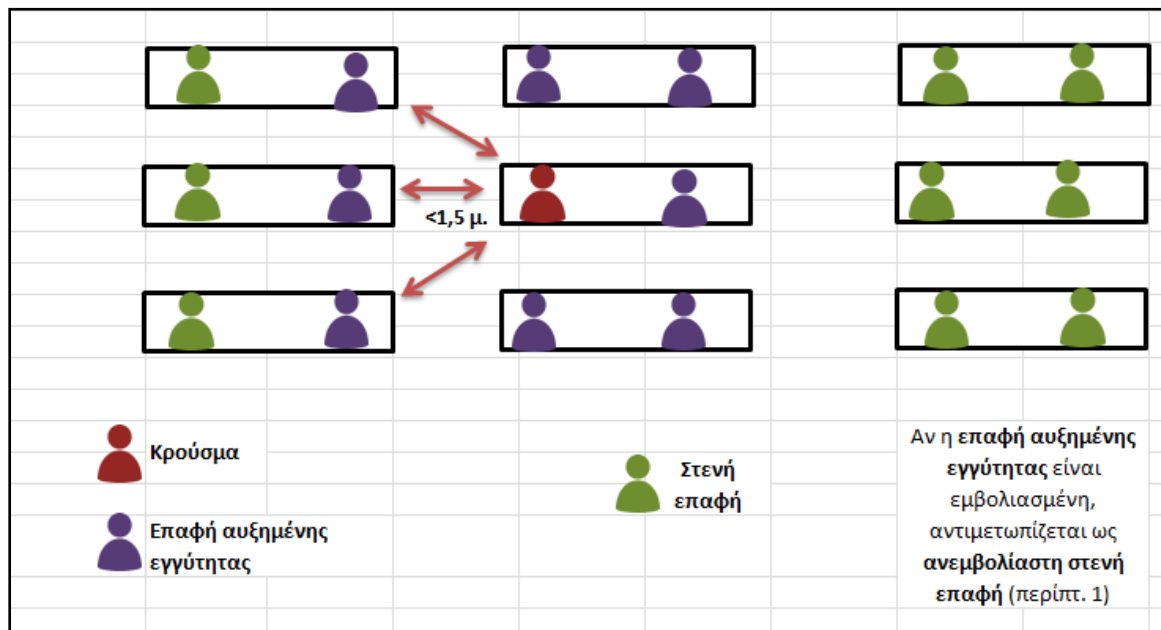 <1,5 μ.
Κρούσμα
Επαφή αυξημένης
εγγύτητας
Στενή
επαφή
Αν η επαφή αυξημένης
εγγύτητας είναι
εμβολιασμένη,
αντιμετωπίζεται ως
ανεμβολίαστη στενή
επαφή (περίπτ. 1)